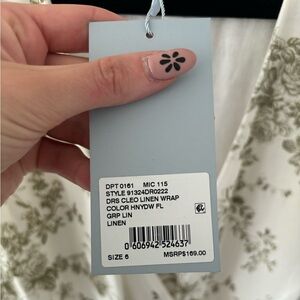 DPT 0161 MIC 115
STYLE 91324DR0222
DRS CLEO LINEN WRAP
COLOR HNYDW FL
GRP LIN
LINEN
0 606942 524637
SIZE 6 MSRP$169.00